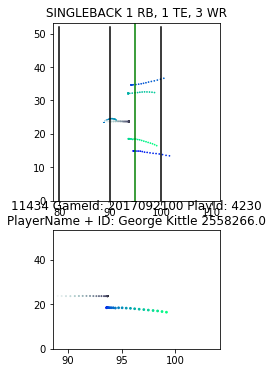 SINGLEBACK 1 RB, 1 TE, 3 WR
50
40
30
20
10
0
80 90 100 110
11434 GameId: 2017092100 PlayId: 4230
PlayerName + ID: George Kittle 2558266.0
40
20
0
90 95 100